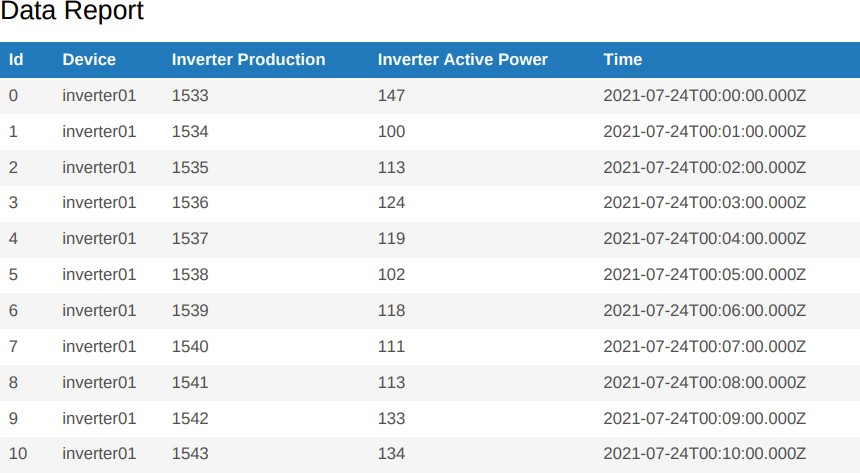 Data Report
Id Device Inverter Production Inverter Active Power Time
0 inverter01 1533 147 2021-07-24T00:00:00.000Z
1 inverter01 1534 100 2021-07-24T00:01:00.000Z
2 inverter01 1535 113 2021-07-24T00:02:00.000Z
3 inverter01 1536 124 2021-07-24T00:03:00.000Z
4 inverter01 1537 119 2021-07-24T00:04:00.000Z
5 inverter01 1538 102 2021-07-24T00:05:00.000Z
6 inverter01 1539 118 2021-07-24T00:06:00.000Z
7 inverter01 1540 111 2021-07-24T00:07:00.000Z
8 inverter01 1541 113 2021-07-24T00:08:00.000Z
9 inverter01 1542 133 2021-07-24T00:09:00.000Z
10 inverter01 1543 134 2021-07-24T00:10:00.000Z